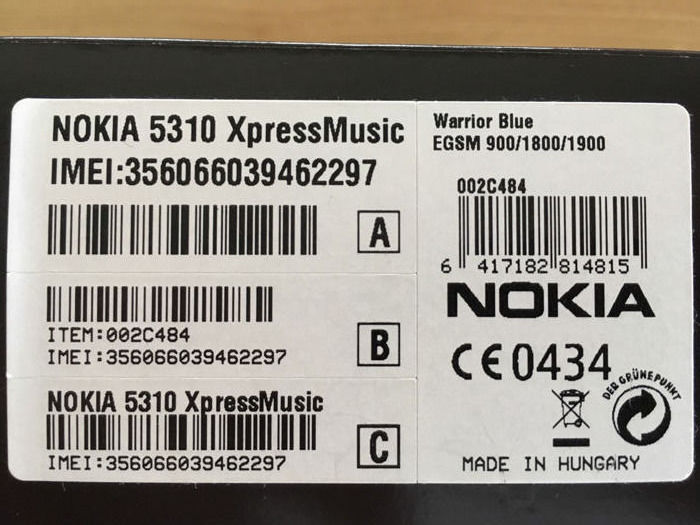 NOKIA 5310 XpressMusic
IMEI:356066039462297
A
ITEM:002C484
IMEI:356066039462297
B
NOKIA 5310 XpressMusic
IMEI:356066039462297
C
Warrior Blue
EGSM 900/1800/1900
002C484
6 417182 814815
NOKIA
CE0434
DER GRÜNE PUNKT
MADE IN HUNGARY